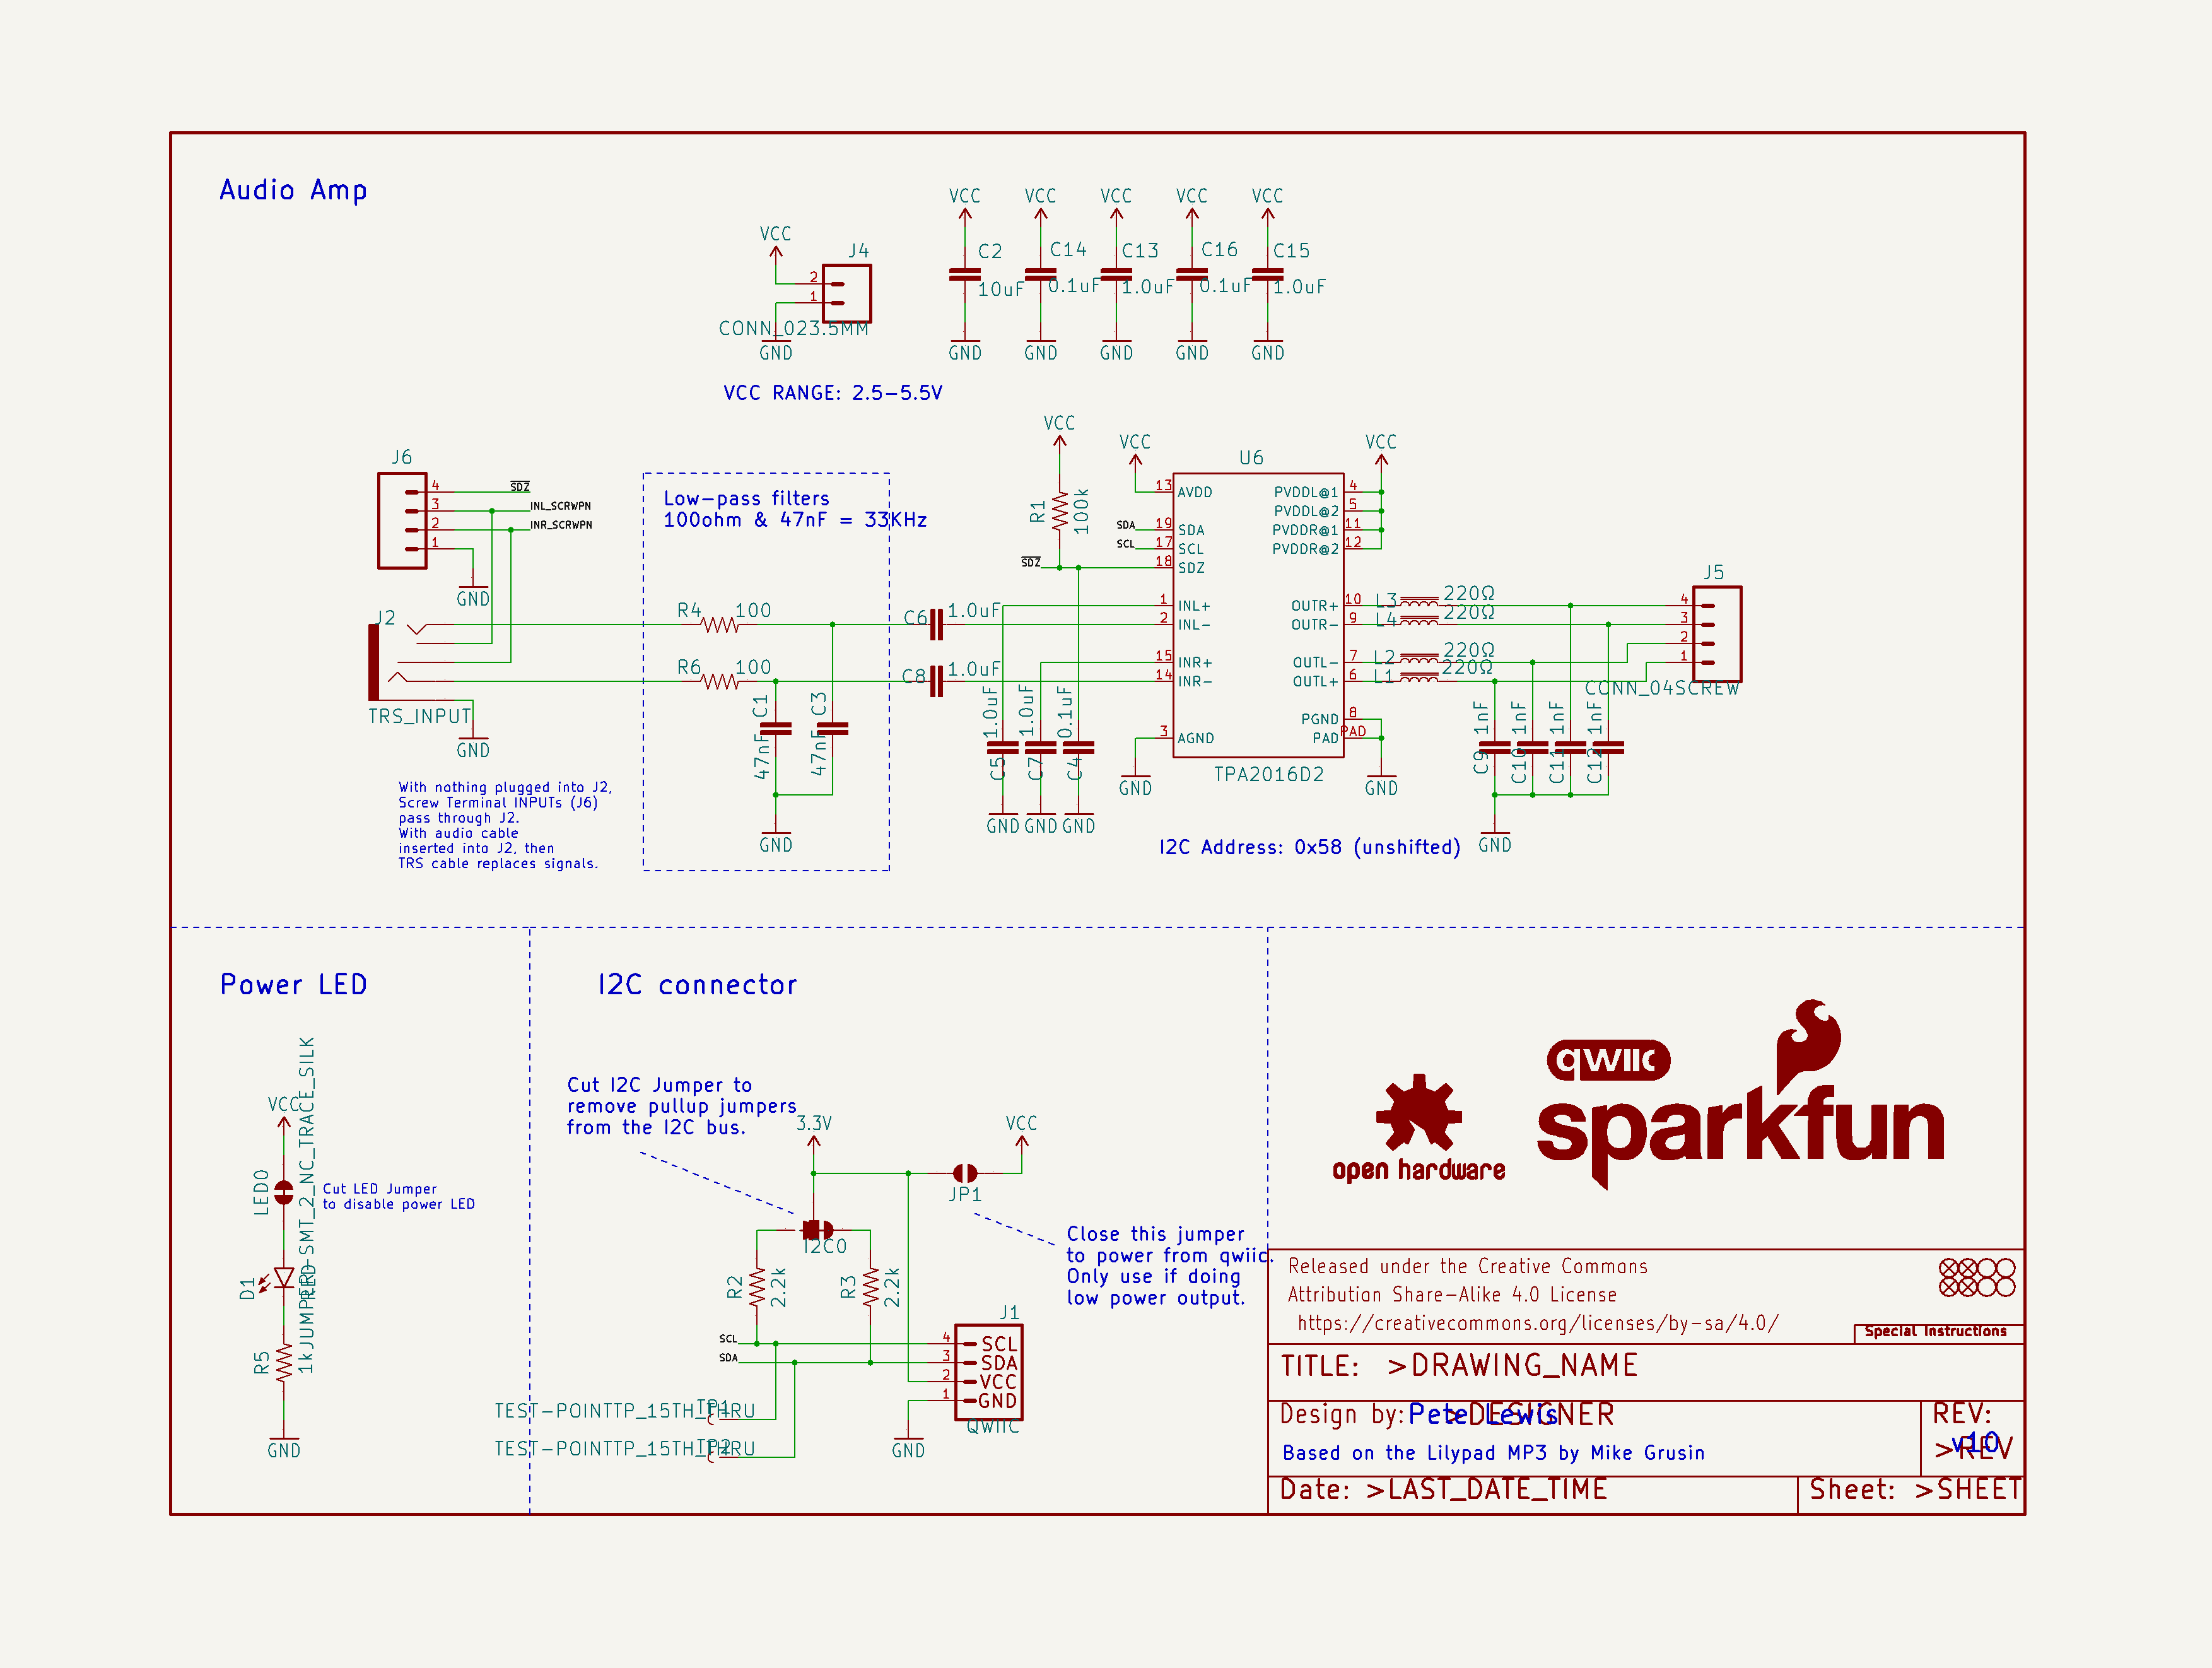 Audio Amp
VCC
VCC
VCC
VCC
VCC
VCC
J4
C2
C14
C13
C16
C15
2
1
10uF
0.1uF
1.0uF
0.1uF
1.0uF
CONN_023.5MM
GND
GND
GND
GND
GND
GND
VCC RANGE: 2.5-5.5V
J6
4
3
2
1
SDZ
INL_SCRWPN
INR_SCRWPN
GND
J2
TRS_INPUT
GND
With nothing plugged into J2,
Screw Terminal INPUTs (J6)
pass through J2.
With audio cable
inserted into J2, then
TRS cable replaces signals.
Low-pass filters
100ohm & 47nF = 33KHz
R4 100
R6 100
C1
47nF
C3
47nF
GND
C6 1.0uF
C8 1.0uF
VCC
R1
100k
SDZ
SDA
SCL
C5
1.0uF
C7
1.0uF
C4
0.1uF
GND
GND
GND
VCC
VCC
U6
13 AVDD
19 SDA
17 SCL
18 SDZ
1 INL+
2 INL-
15 INR+
14 INR-
3 AGND
PVDDL@1 4
PVDDL@2 5
PVDDR@1 11
PVDDR@2 12
OUTR+ 10
OUTR- 9
OUTL- 7
OUTL+ 6
PGND 8
PAD PAD
TPA2016D2
GND
GND
I2C Address: 0x58 (unshifted)
L3 220Ω
L4 220Ω
L2 220Ω
L1 220Ω
J5
4
3
2
1
CONN_04SCREW
C9 1nF
C10 1nF
C11 1nF
C12 1nF
GND
Power LED
VCC
LED0
JUMPER-SMT_2_NC_TRACE_SILK
Cut LED Jumper
to disable power LED
D1
RED
R5
1k
GND
I2C connector
Cut I2C Jumper to
remove pullup jumpers
from the I2C bus.
3.3V
VCC
JP1
I2C0
R2
2.2k
R3
2.2k
Close this jumper
to power from qwiic.
Only use if doing
low power output.
J1
SCL
SDA
4 SCL
3 SDA
2 VCC
1 GND
QWIIC
TEST-POINTTP_15TH_THRU
TP1
TEST-POINTTP_15TH_THRU
TP2
GND
qwiic
open hardware
sparkfun
Released under the Creative Commons
Attribution Share-Alike 4.0 License
https://creativecommons.org/licenses/by-sa/4.0/
Special Instructions
TITLE: >DRAWING_NAME
Design by: Pete Lewis
>DESIGNER
REV:
v10
>REV
Based on the Lilypad MP3 by Mike Grusin
Date: >LAST_DATE_TIME
Sheet: >SHEET